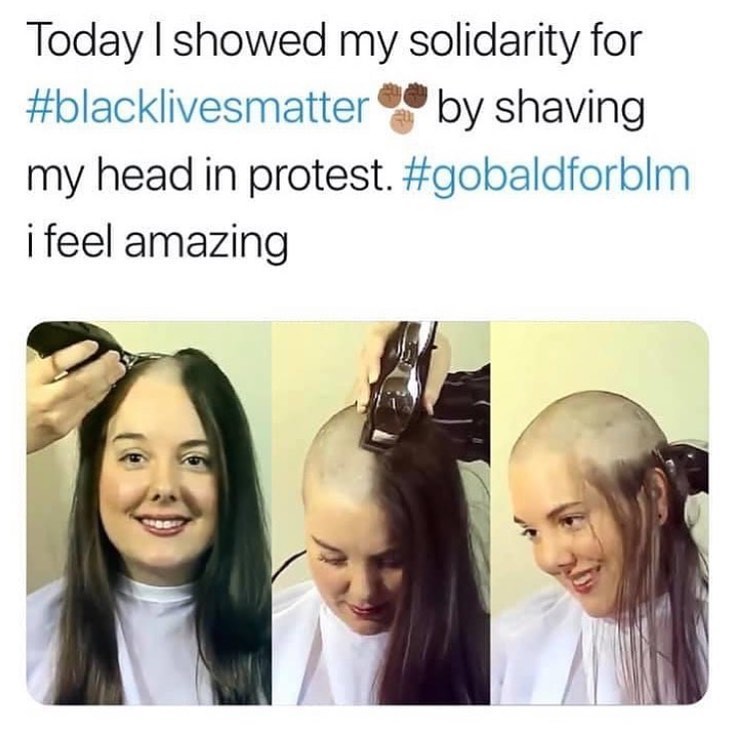 Today I showed my solidarity for
#blacklivesmatter ✊🏾✊🏿✊🏼 by shaving
my head in protest. #gobaldforblm
i feel amazing